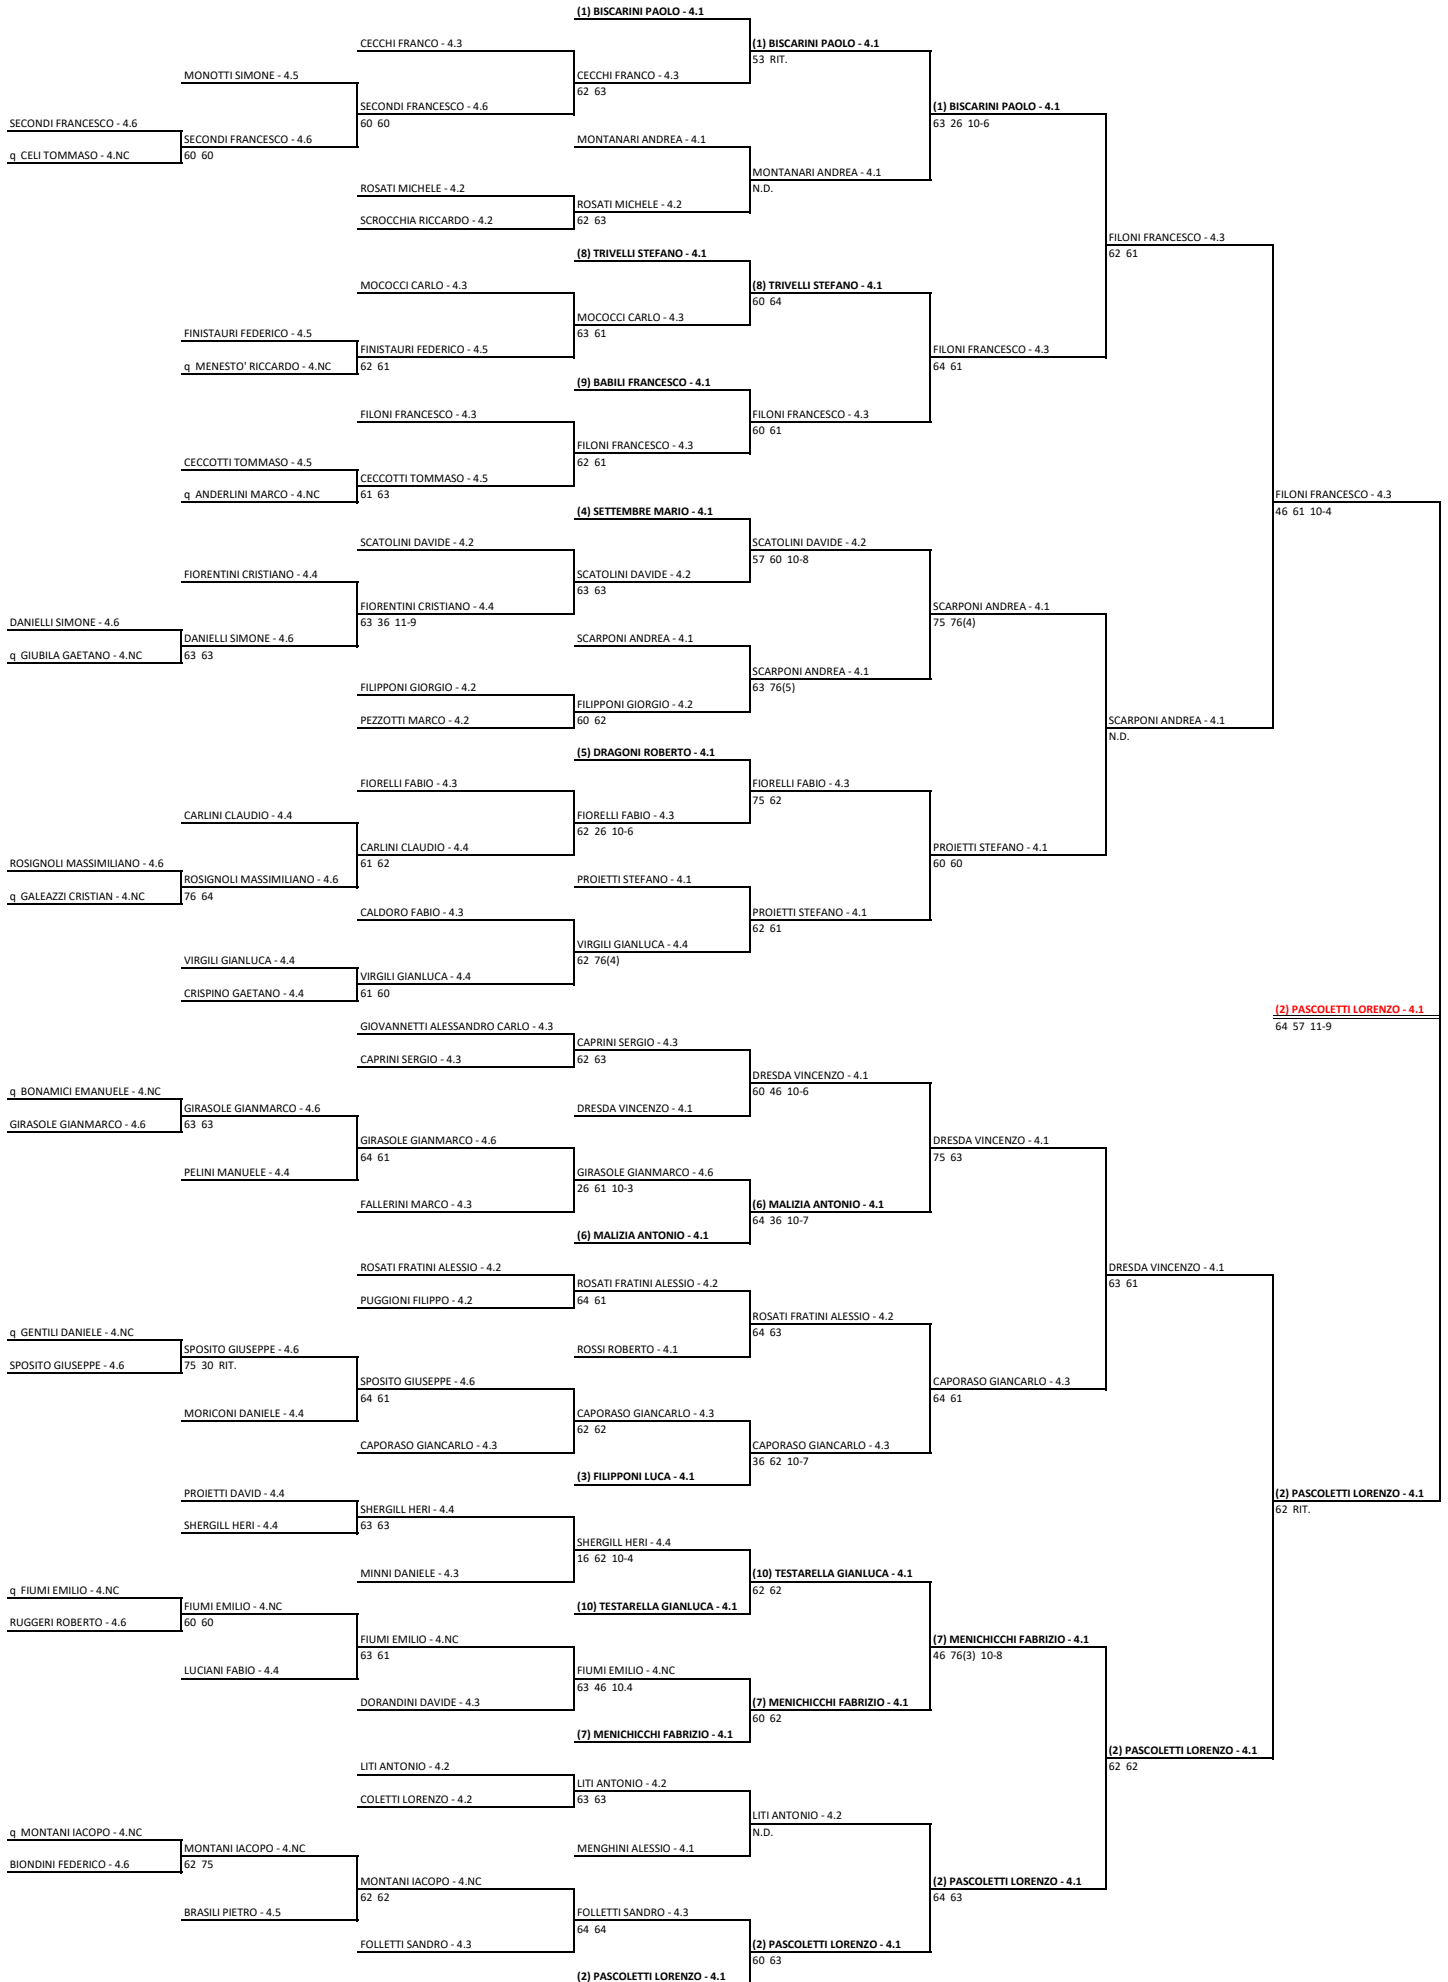 (1) BISCARINI PAOLO - 4.1
CECCHI FRANCO - 4.3
(1) BISCARINI PAOLO - 4.1
53 RIT.
MONOTTI SIMONE - 4.5
CECCHI FRANCO - 4.3
62 63
SECONDI FRANCESCO - 4.6
60 60
(1) BISCARINI PAOLO - 4.1
63 26 10-6
SECONDI FRANCESCO - 4.6
SECONDI FRANCESCO - 4.6
60 60
MONTANARI ANDREA - 4.1
q CELI TOMMASO - 4.NC
MONTANARI ANDREA - 4.1
N.D.
ROSATI MICHELE - 4.2
ROSATI MICHELE - 4.2
62 63
SCROCCHIA RICCARDO - 4.2
FILONI FRANCESCO - 4.3
62 61
(8) TRIVELLI STEFANO - 4.1
MOCOCCI CARLO - 4.3
(8) TRIVELLI STEFANO - 4.1
60 64
MOCOCCI CARLO - 4.3
63 61
FINISTAURI FEDERICO - 4.5
FINISTAURI FEDERICO - 4.5
62 61
FILONI FRANCESCO - 4.3
64 61
q MENESTO' RICCARDO - 4.NC
(9) BABILI FRANCESCO - 4.1
FILONI FRANCESCO - 4.3
FILONI FRANCESCO - 4.3
60 61
FILONI FRANCESCO - 4.3
62 61
CECCOTTI TOMMASO - 4.5
CECCOTTI TOMMASO - 4.5
61 63
q ANDERLINI MARCO - 4.NC
FILONI FRANCESCO - 4.3
46 61 10-4
(4) SETTEMBRE MARIO - 4.1
SCATOLINI DAVIDE - 4.2
SCATOLINI DAVIDE - 4.2
57 60 10-8
FIORENTINI CRISTIANO - 4.4
SCATOLINI DAVIDE - 4.2
63 63
FIORENTINI CRISTIANO - 4.4
63 36 11-9
SCARPONI ANDREA - 4.1
75 76(4)
DANIELLI SIMONE - 4.6
DANIELLI SIMONE - 4.6
63 63
SCARPONI ANDREA - 4.1
q GIUBILA GAETANO - 4.NC
SCARPONI ANDREA - 4.1
63 76(5)
FILIPPONI GIORGIO - 4.2
FILIPPONI GIORGIO - 4.2
60 62
PEZZOTTI MARCO - 4.2
SCARPONI ANDREA - 4.1
N.D.
(5) DRAGONI ROBERTO - 4.1
FIORELLI FABIO - 4.3
FIORELLI FABIO - 4.3
75 62
CARLINI CLAUDIO - 4.4
FIORELLI FABIO - 4.3
62 26 10-6
CARLINI CLAUDIO - 4.4
61 62
PROIETTI STEFANO - 4.1
60 60
ROSIGNOLI MASSIMILIANO - 4.6
ROSIGNOLI MASSIMILIANO - 4.6
76 64
PROIETTI STEFANO - 4.1
q GALEAZZI CRISTIAN - 4.NC
CALDORO FABIO - 4.3
PROIETTI STEFANO - 4.1
62 61
VIRGILI GIANLUCA - 4.4
62 76(4)
VIRGILI GIANLUCA - 4.4
VIRGILI GIANLUCA - 4.4
61 60
CRISPINO GAETANO - 4.4
(2) PASCOLETTI LORENZO - 4.1
64 57 11-9
GIOVANNETTI ALESSANDRO CARLO - 4.3
CAPRINI SERGIO - 4.3
62 63
CAPRINI SERGIO - 4.3
DRESDA VINCENZO - 4.1
60 46 10-6
q BONAMICI EMANUELE - 4.NC
GIRASOLE GIANMARCO - 4.6
63 63
DRESDA VINCENZO - 4.1
GIRASOLE GIANMARCO - 4.6
GIRASOLE GIANMARCO - 4.6
64 61
DRESDA VINCENZO - 4.1
75 63
PELINI MANUELE - 4.4
GIRASOLE GIANMARCO - 4.6
26 61 10-3
FALLERINI MARCO - 4.3
(6) MALIZIA ANTONIO - 4.1
64 36 10-7
(6) MALIZIA ANTONIO - 4.1
ROSATI FRATINI ALESSIO - 4.2
DRESDA VINCENZO - 4.1
63 61
ROSATI FRATINI ALESSIO - 4.2
64 61
PUGGIONI FILIPPO - 4.2
ROSATI FRATINI ALESSIO - 4.2
64 63
q GENTILI DANIELE - 4.NC
SPOSITO GIUSEPPE - 4.6
75 30 RIT.
ROSSI ROBERTO - 4.1
SPOSITO GIUSEPPE - 4.6
SPOSITO GIUSEPPE - 4.6
64 61
CAPORASO GIANCARLO - 4.3
64 61
MORICONI DANIELE - 4.4
CAPORASO GIANCARLO - 4.3
62 62
CAPORASO GIANCARLO - 4.3
CAPORASO GIANCARLO - 4.3
36 62 10-7
(3) FILIPPONI LUCA - 4.1
PROIETTI DAVID - 4.4
(2) PASCOLETTI LORENZO - 4.1
62 RIT.
SHERGILL HERI - 4.4
63 63
SHERGILL HERI - 4.4
SHERGILL HERI - 4.4
16 62 10-4
MINNI DANIELE - 4.3
(10) TESTARELLA GIANLUCA - 4.1
62 62
q FIUMI EMILIO - 4.NC
FIUMI EMILIO - 4.NC
60 60
(10) TESTARELLA GIANLUCA - 4.1
RUGGERI ROBERTO - 4.6
FIUMI EMILIO - 4.NC
63 61
(7) MENICHICCHI FABRIZIO - 4.1
46 76(3) 10-8
LUCIANI FABIO - 4.4
FIUMI EMILIO - 4.NC
63 46 10.4
DORANDINI DAVIDE - 4.3
(7) MENICHICCHI FABRIZIO - 4.1
60 62
(7) MENICHICCHI FABRIZIO - 4.1
(2) PASCOLETTI LORENZO - 4.1
62 62
LITI ANTONIO - 4.2
LITI ANTONIO - 4.2
63 63
COLETTI LORENZO - 4.2
LITI ANTONIO - 4.2
N.D.
q MONTANI IACOPO - 4.NC
MONTANI IACOPO - 4.NC
62 75
MENGHINI ALESSIO - 4.1
BIONDINI FEDERICO - 4.6
MONTANI IACOPO - 4.NC
62 62
(2) PASCOLETTI LORENZO - 4.1
64 63
BRASILI PIETRO - 4.5
FOLLETTI SANDRO - 4.3
64 64
FOLLETTI SANDRO - 4.3
(2) PASCOLETTI LORENZO - 4.1
60 63
(2) PASCOLETTI LORENZO - 4.1